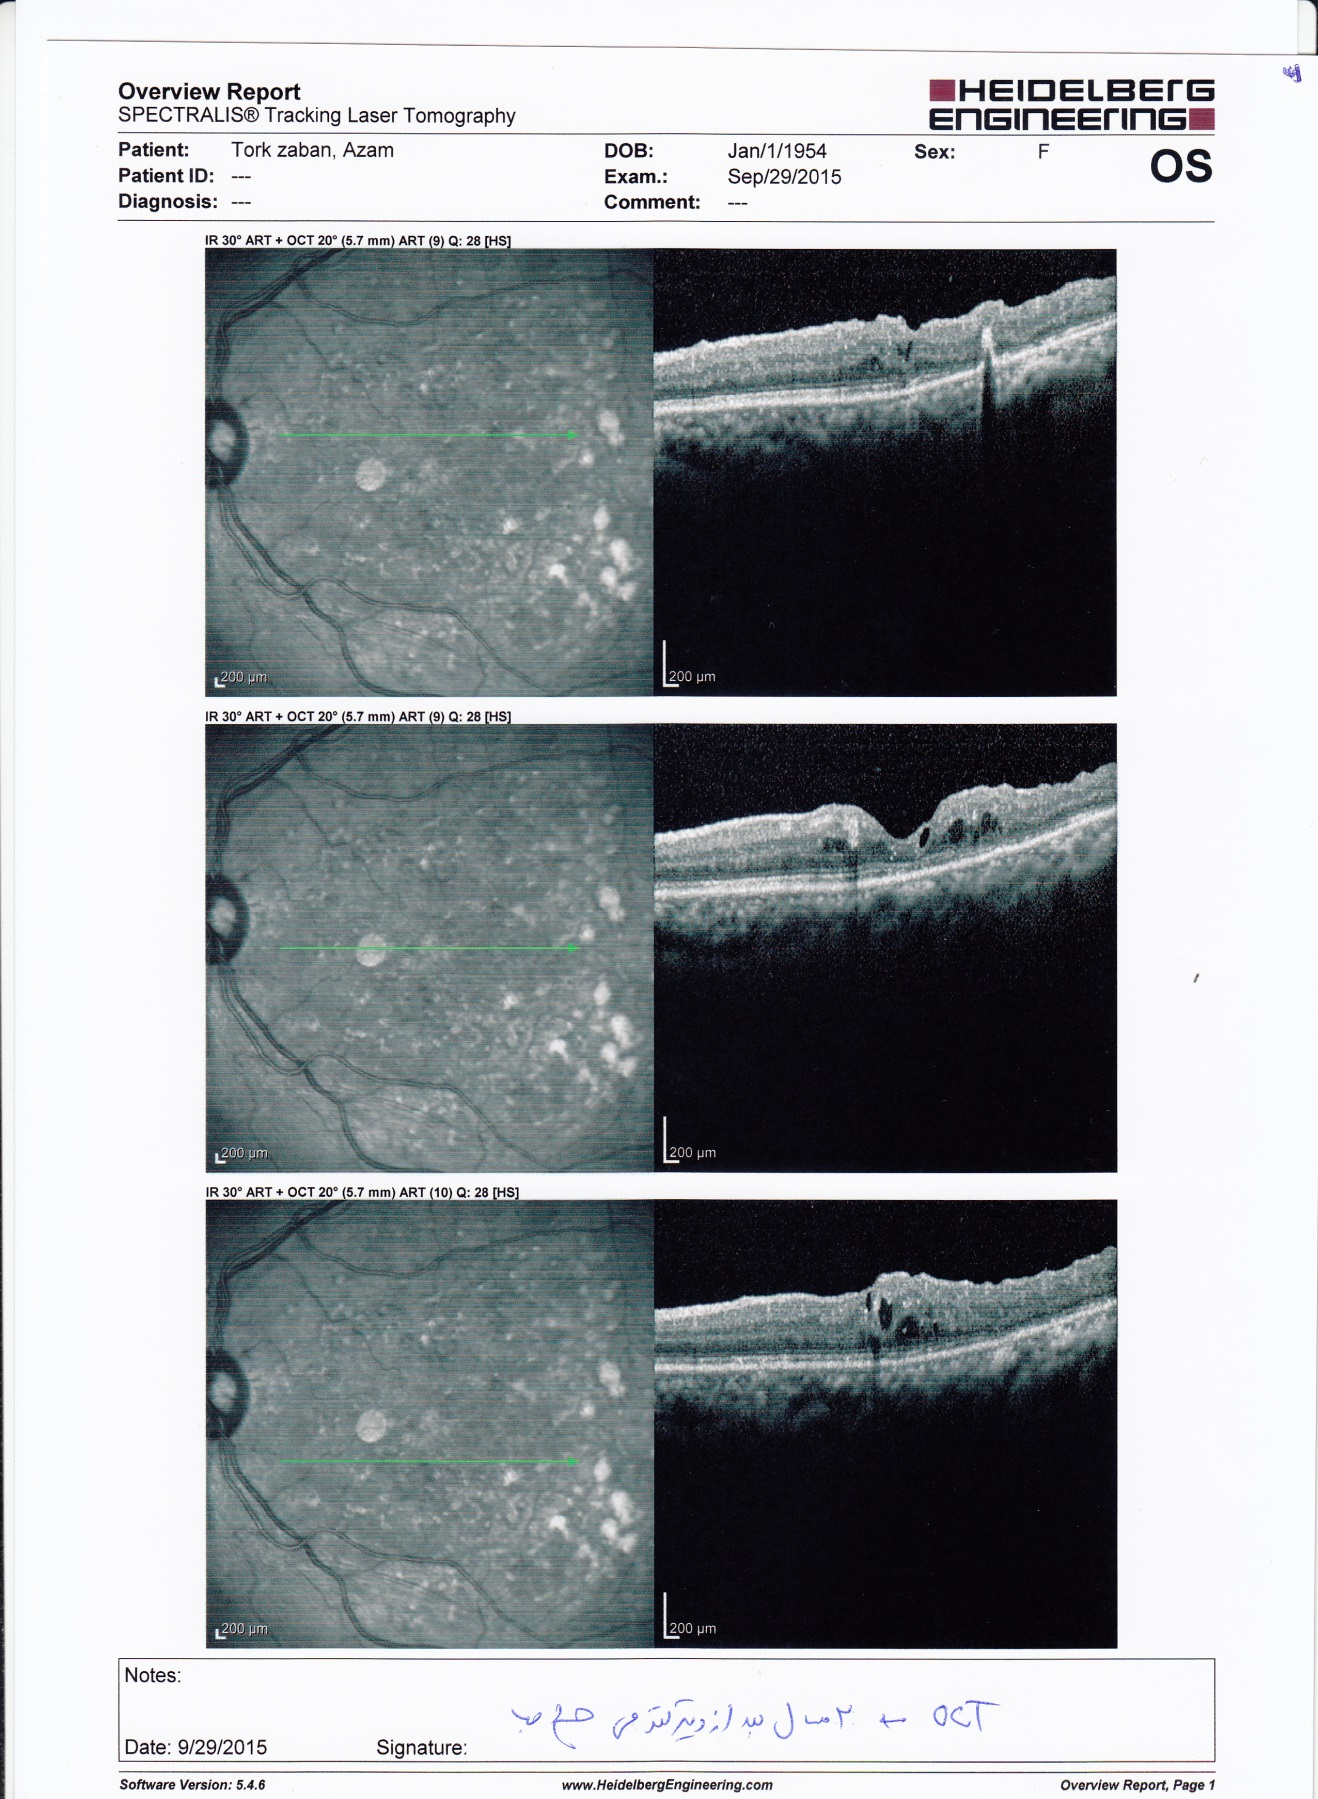 Overview Report
SPECTRALIS® Tracking Laser Tomography
HEIDELBERG
ENGINEERING
Patient: Tork zaban, Azam DOB: Jan/1/1954 Sex: F
OS
Patient ID: --- Exam.: Sep/29/2015
Diagnosis: --- Comment: ---
IR 30° ART + OCT 20° (5.7 mm) ART (9) Q: 28 [HS]
200 µm 200 µm
IR 30° ART + OCT 20° (5.7 mm) ART (9) Q: 28 [HS]
200 µm 200 µm
IR 30° ART + OCT 20° (5.7 mm) ART (10) Q: 28 [HS]
200 µm 200 µm
Notes:
OCT ← سال بعد از ویترکتومی چشم چپ
Date: 9/29/2015 Signature:
Software Version: 5.4.6 www.HeidelbergEngineering.com Overview Report, Page 1